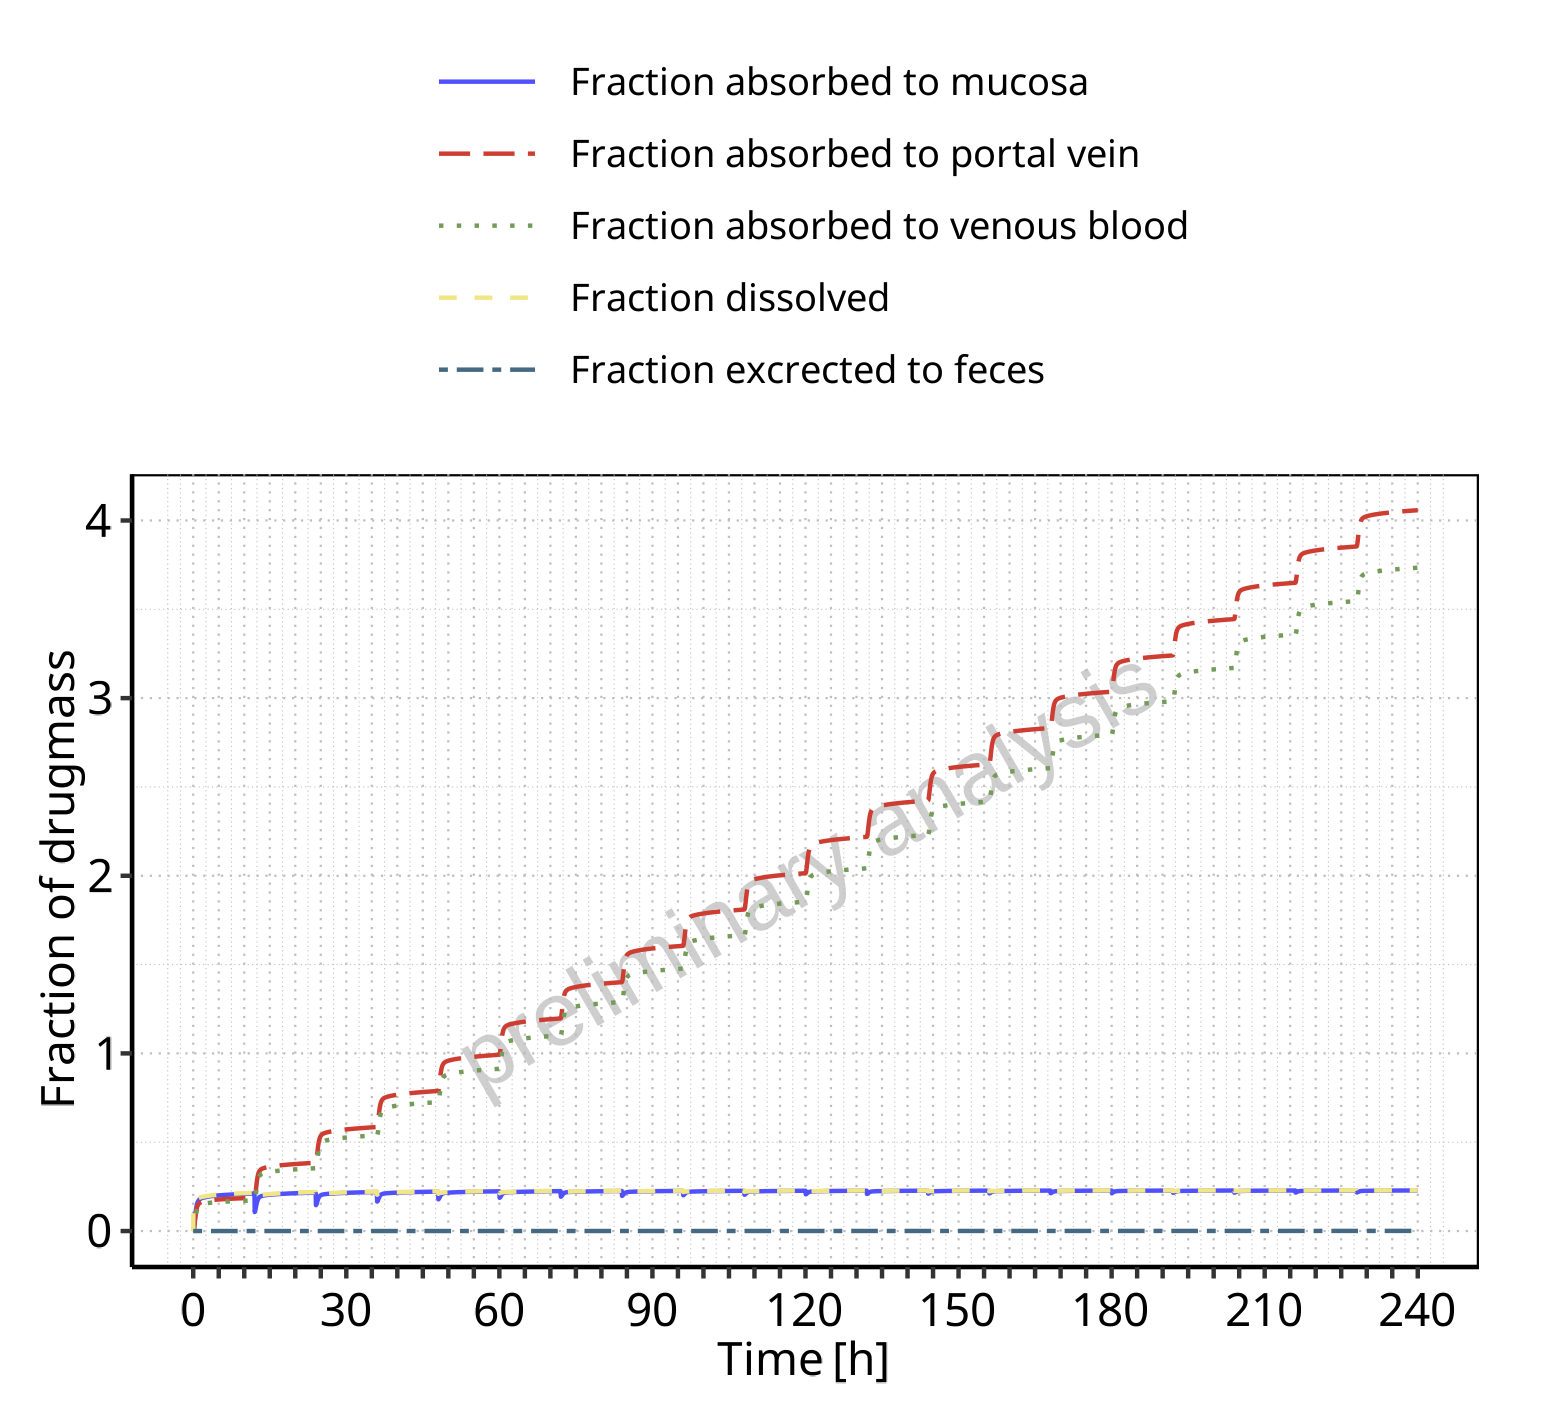 Fraction absorbed to mucosa
Fraction absorbed to portal vein
Fraction absorbed to venous blood
Fraction dissolved
Fraction excrected to feces
4
3
2
1
0
Fraction of drugmass
preliminary analysis
0 30 60 90 120 150 180 210 240
Time [h]